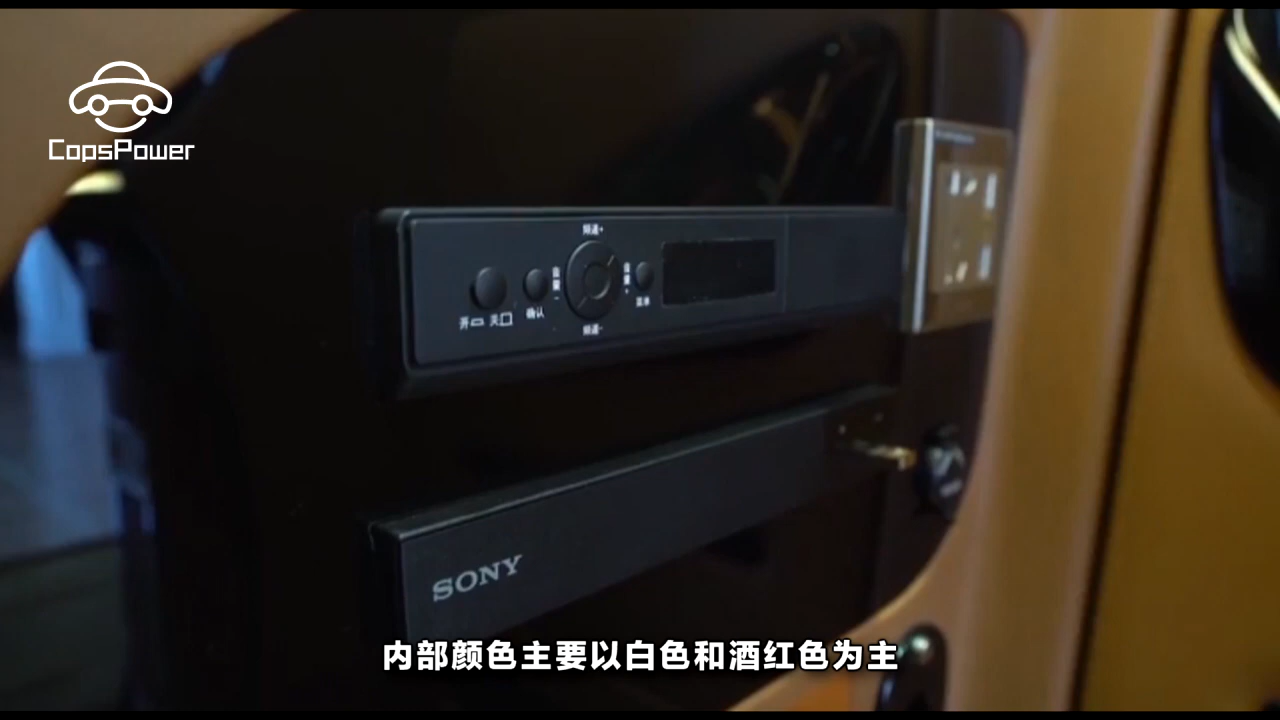 CopsPower
频道+
音量-
音量+
开 关
确认
菜单
频道-
SONY
内部颜色主要以白色和酒红色为主